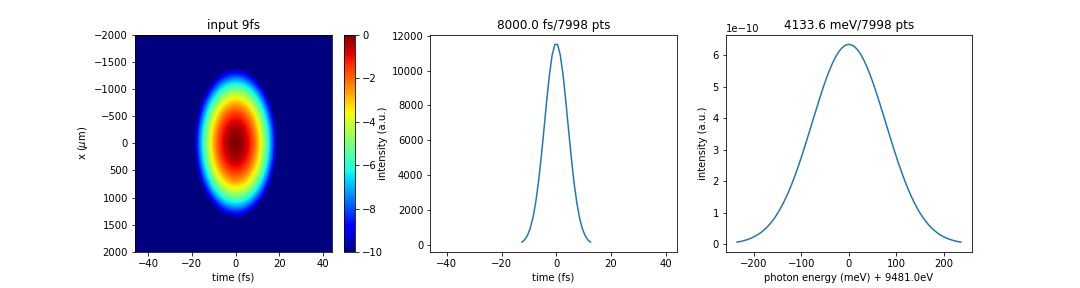 input 9fs
−2000
−1500
−1000
−500
0
500
1000
1500
2000
x (μm)
−40 −20 0 20 40
time (fs)
0
−2
−4
−6
−8
−10
8000.0 fs/7998 pts
12000
10000
8000
6000
4000
2000
0
intensity (a.u.)
−40 −20 0 20 40
time (fs)
4133.6 meV/7998 pts
1e−10
6
5
4
3
2
1
0
intensity (a.u.)
−200 −100 0 100 200
photon energy (meV) + 9481.0eV